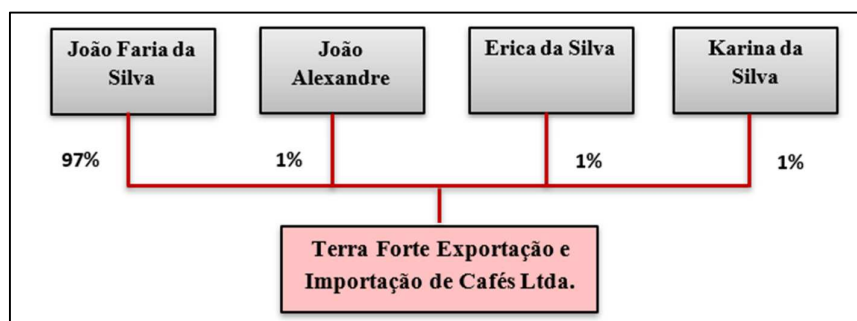 João Faria da
Silva
João
Alexandre
Erica da Silva
Karina da
Silva
97%
1%
1%
1%
Terra Forte Exportação e
Importação de Cafés Ltda.